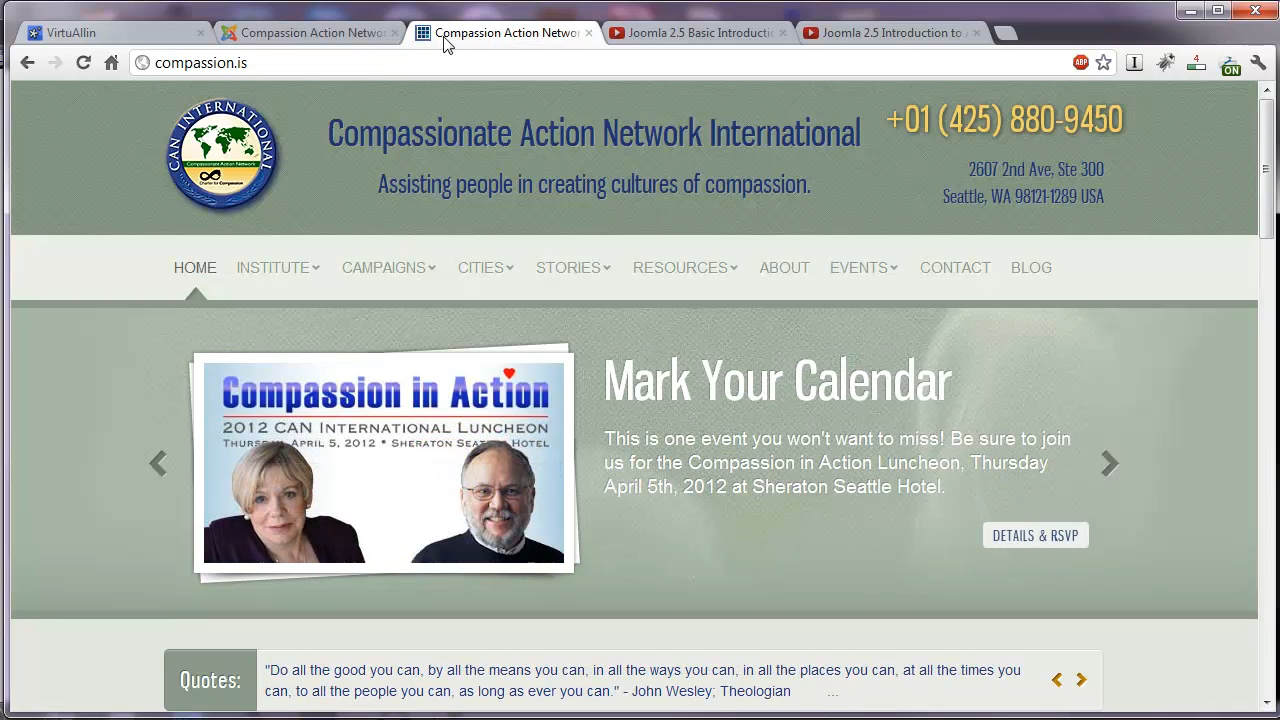 VirtuAllin
Compassion Action Networ
Compassion Action Networ
Joomla 2.5 Basic Introducti
Joomla 2.5 Introduction to
compassion.is
ABP
4
ON
CAN INTERNATIONAL
Compassionate Action Network
Charter for Compassion
Compassionate Action Network International
Assisting people in creating cultures of compassion.
+01 (425) 880-9450
2607 2nd Ave, Ste 300
Seattle, WA 98121-1289 USA
HOME INSTITUTE CAMPAIGNS CITIES STORIES RESOURCES ABOUT EVENTS CONTACT BLOG
Compassion in Action
2012 CAN International Luncheon
Thursday, April 5, 2012 • Sheraton Seattle Hotel
Mark Your Calendar
This is one event you won't want to miss! Be sure to join
us for the Compassion in Action Luncheon, Thursday
April 5th, 2012 at Sheraton Seattle Hotel.
DETAILS & RSVP
Quotes:
"Do all the good you can, by all the means you can, in all the ways you can, in all the places you can, at all the times you
can, to all the people you can, as long as ever you can." - John Wesley, Theologian ...